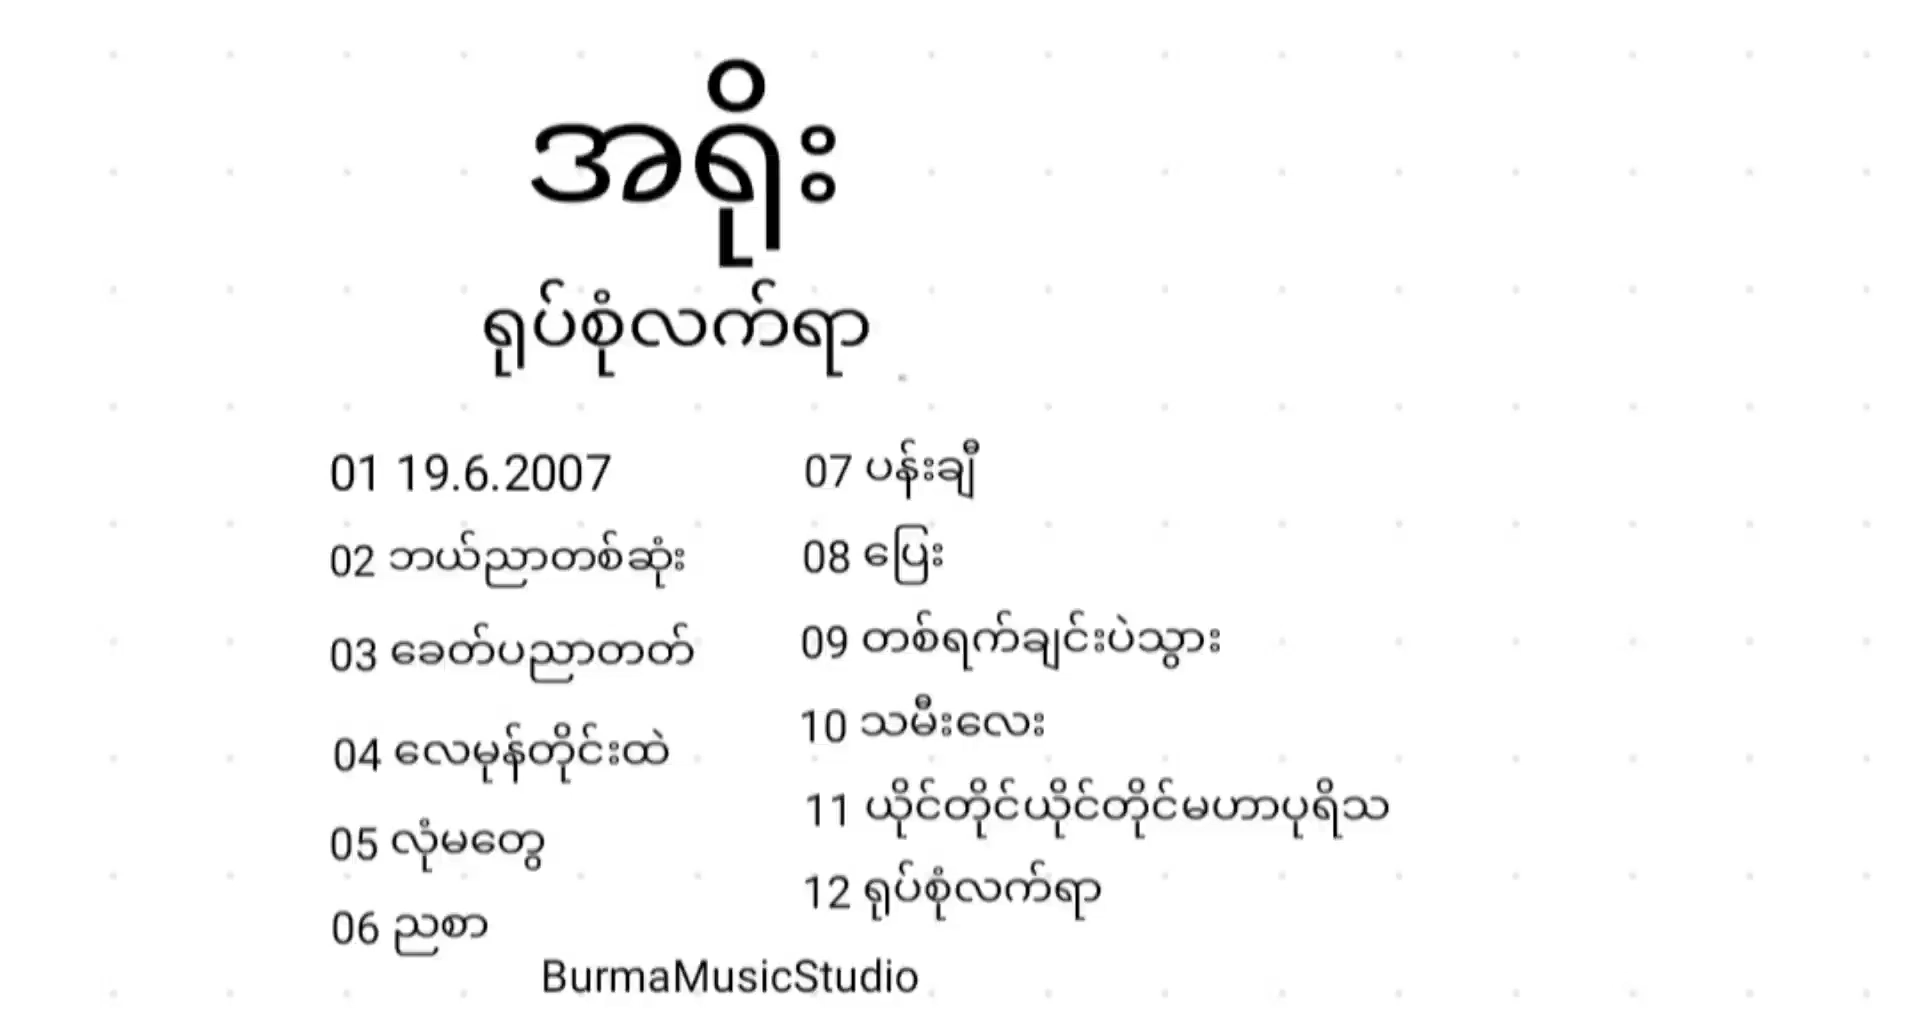 အရိုး
ရုပ်စုံလက်ရာ
01 19.6.2007
02 ဘယ်ညာတစ်ဆုံး
03 ခေတ်ပညာတတ်
04 လေမုန်တိုင်းထဲ
05 လုံမတွေ
06 ညစာ
07 ပန်းချီ
08 ပြေး
09 တစ်ရက်ချင်းပဲသွား
10 သမီးလေး
11 ယိုင်တိုင်ယိုင်တိုင်မဟာပုရိသ
12 ရုပ်စုံလက်ရာ
BurmaMusicStudio